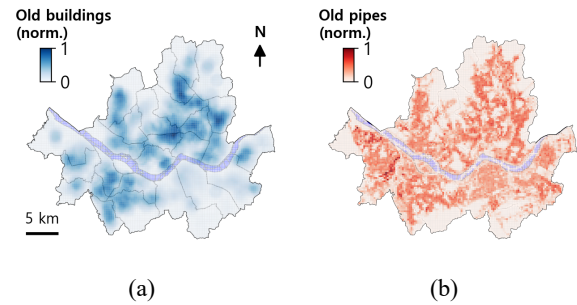 Old buildings
(norm.)
1
0
N
5 km
(a)
Old pipes
(norm.)
1
0
(b)